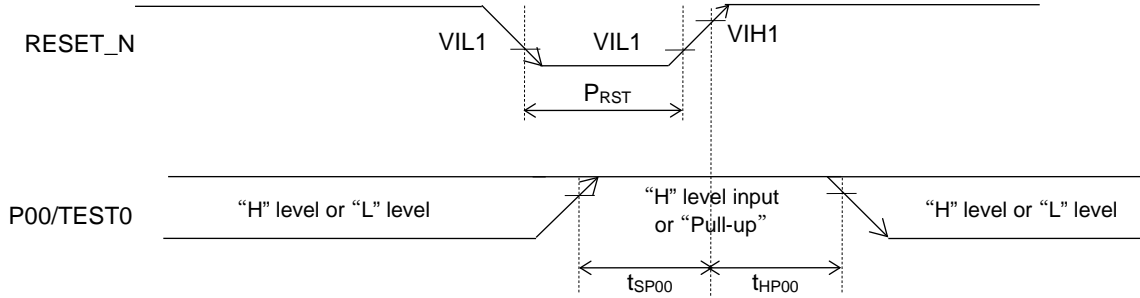 RESET_N
VIL1
VIL1
VIH1
PRST
P00/TEST0
“H” level or “L” level
“H” level input
or “Pull-up”
“H” level or “L” level
tSP00
tHP00